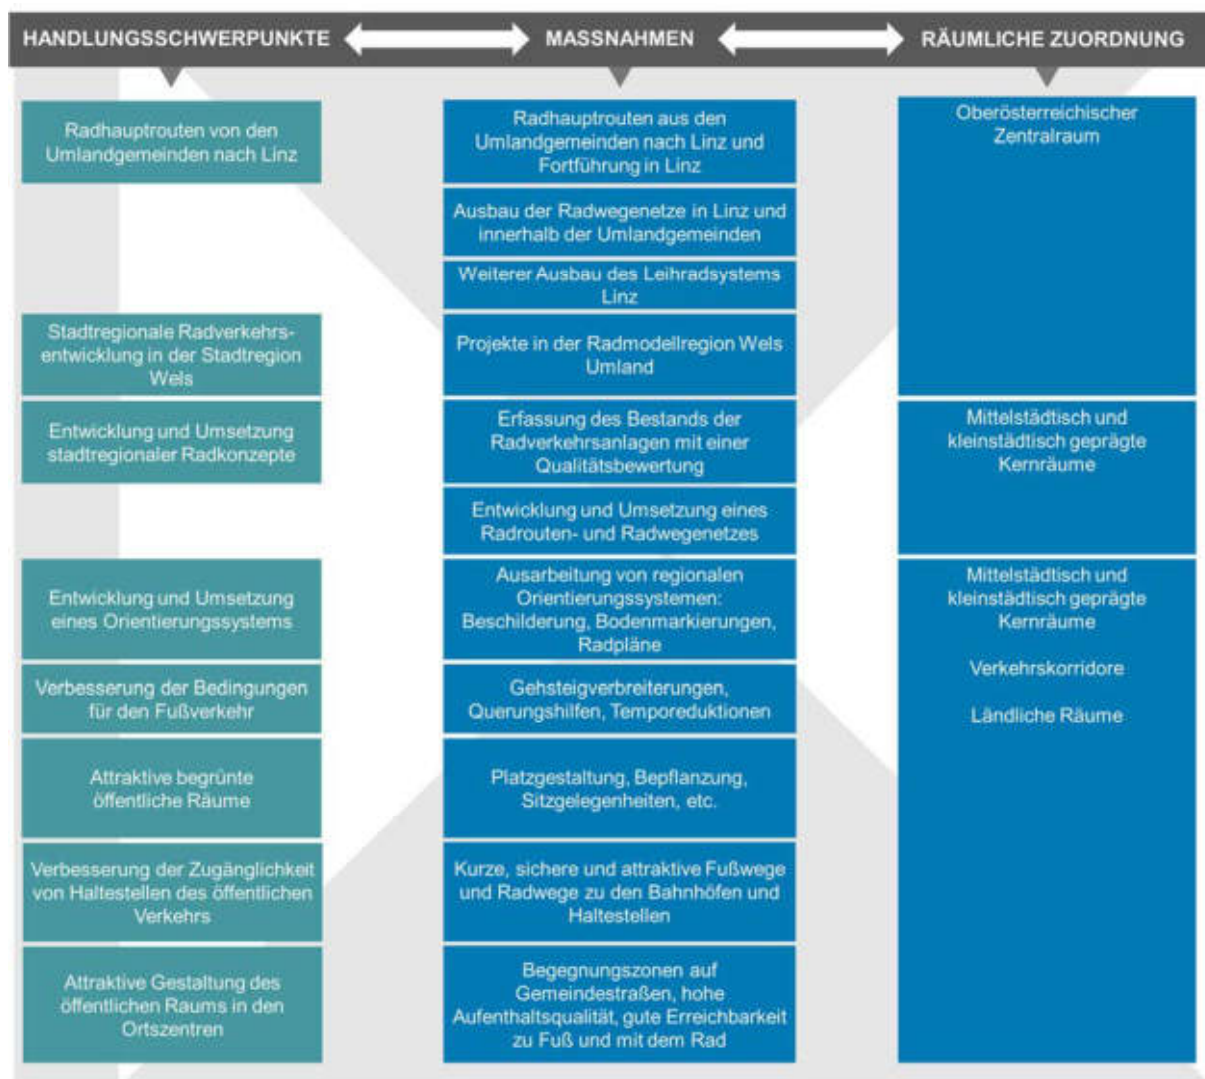 HANDLUNGSSCHWERPUNKTE
MASSNAHMEN
RÄUMLICHE ZUORDNUNG
Radhauptrouten von den
Umlandgemeinden nach Linz
Radhauptrouten aus den
Umlandgemeinden nach Linz und
Fortführung in Linz
Oberösterreichischer
Zentralraum
Ausbau der Radwegenetze in Linz und
innerhalb der Umlandgemeinden
Weiterer Ausbau des Leihradsystems
Linz
Stadtregionale Radverkehrs-
entwicklung in der Stadtregion
Wels
Projekte in der Radmodellregion Wels
Umland
Entwicklung und Umsetzung
stadtregionaler Radkonzepte
Erfassung des Bestands der
Radverkehrsanlagen mit einer
Qualitätsbewertung
Mittelstädtisch und
kleinstädtisch geprägte
Kernräume
Entwicklung und Umsetzung eines
Radrouten- und Radwegenetzes
Entwicklung und Umsetzung
eines Orientierungssystems
Ausarbeitung von regionalen
Orientierungssystemen:
Beschilderung, Bodenmarkierungen,
Radpläne
Mittelstädtisch und
kleinstädtisch geprägte
Kernräume
Verkehrskorridore
Ländliche Räume
Verbesserung der Bedingungen
für den Fußverkehr
Gehsteigverbreiterungen,
Querungshilfen, Temporeduktionen
Attraktive begrünte
öffentliche Räume
Platzgestaltung, Bepflanzung,
Sitzgelegenheiten, etc.
Verbesserung der Zugänglichkeit
von Haltestellen des öffentlichen
Verkehrs
Kurze, sichere und attraktive Fußwege
und Radwege zu den Bahnhöfen und
Haltestellen
Attraktive Gestaltung des
öffentlichen Raums in den
Ortszentren
Begegnungszonen auf
Gemeindestraßen, hohe
Aufenthaltsqualität, gute Erreichbarkeit
zu Fuß und mit dem Rad